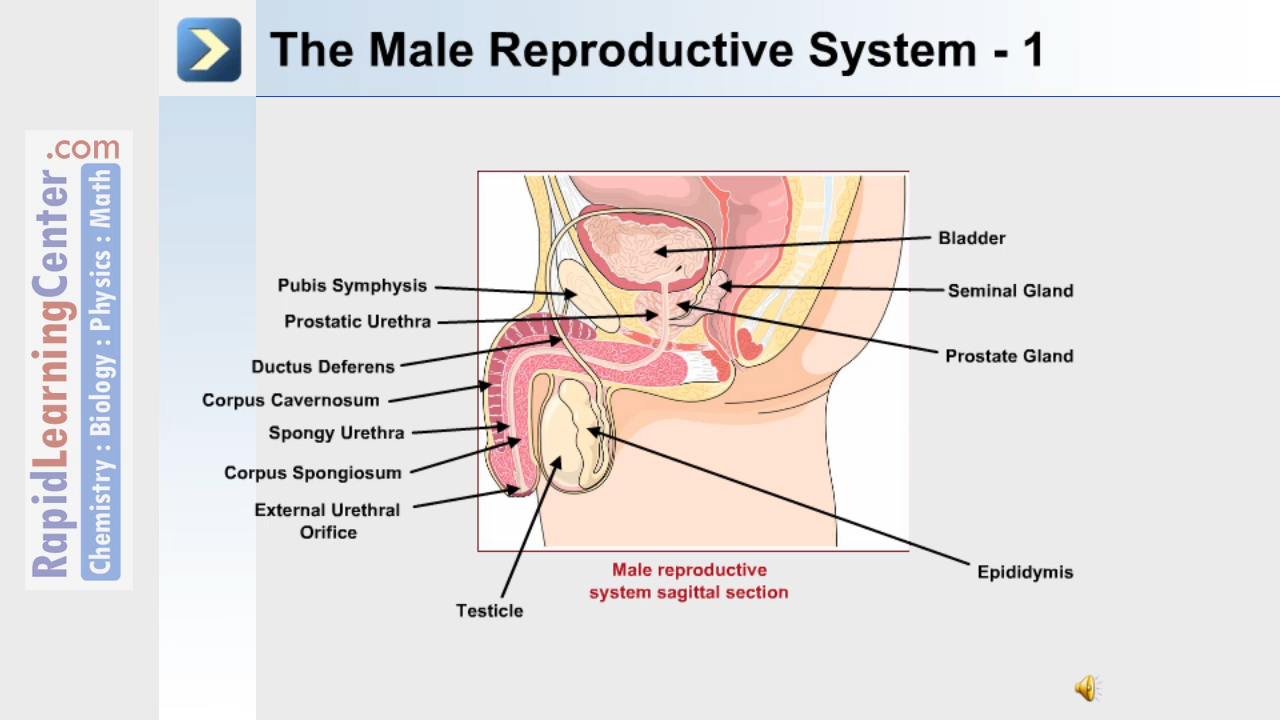 The Male Reproductive System - 1
RapidLearningCenter.com
Chemistry : Biology : Physics : Math
Pubis Symphysis
Prostatic Urethra
Ductus Deferens
Corpus Cavernosum
Spongy Urethra
Corpus Spongiosum
External Urethral
Orifice
Testicle
Bladder
Seminal Gland
Prostate Gland
Epididymis
Male reproductive
system sagittal section